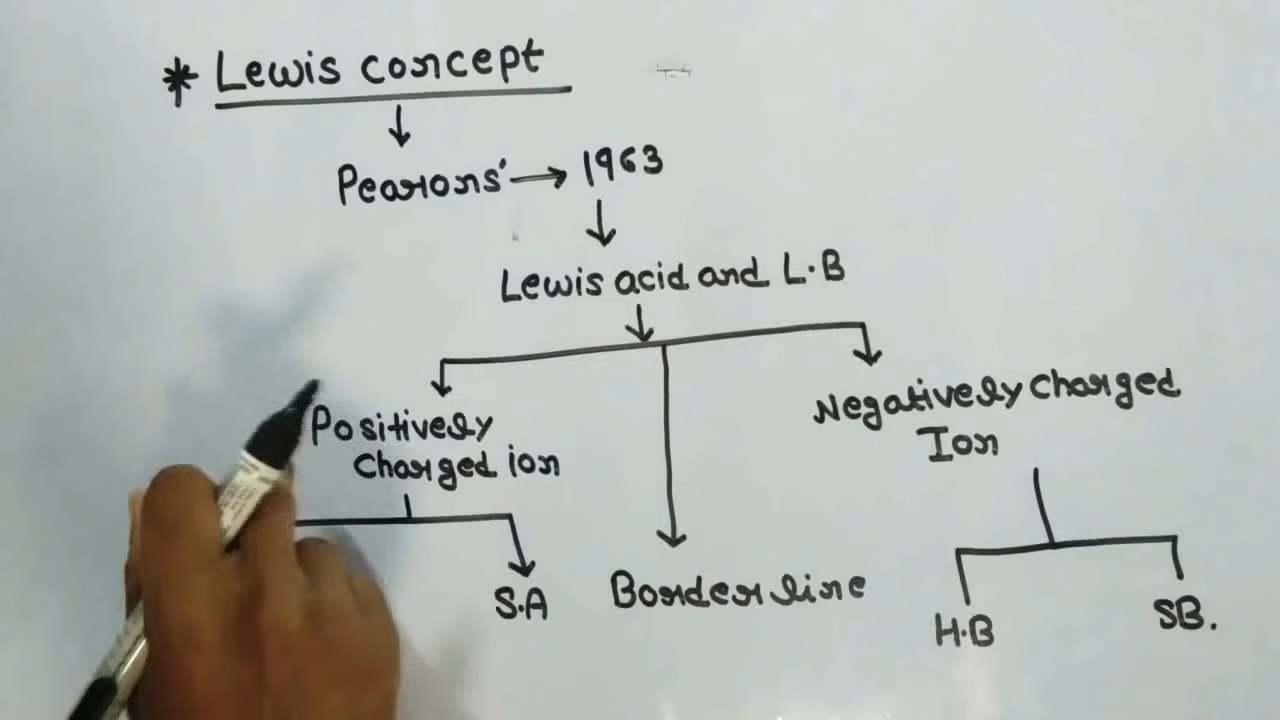 * Lewis concept
Pearons' → 1963
Lewis acid and L.B
Positively
Charged ion
Negatively Charged
Ion
S.A
Borderline
H.B
SB.